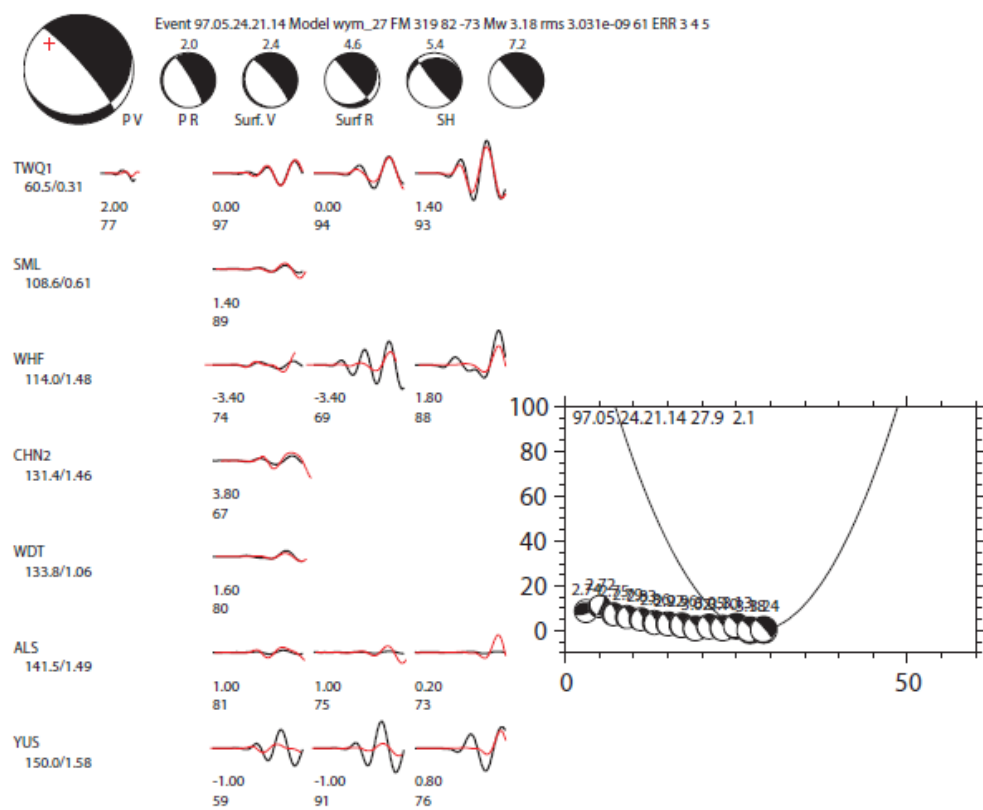 Event 97.05.24.21.14 Model wym_27 FM 319 82 -73 Mw 3.18 rms 3.031e-09 61 ERR 3 4 5
2.0 2.4 4.6 5.4 7.2
P V P R Surf. V Surf R SH
TWQ1
60.5/0.31
2.00 0.00 0.00 1.40
77 97 94 93
SML
108.6/0.61
1.40
89
WHF
114.0/1.48
-3.40 -3.40 1.80
74 69 88
CHN2
131.4/1.46
3.80
67
WDT
133.8/1.06
1.60
80
ALS
141.5/1.49
1.00 1.00 0.20
81 75 73
YUS
150.0/1.58
-1.00 -1.00 0.80
59 91 76
97.05.24.21.14 27.9 2.1
100
80
60
40
20
0
2.74 2.72
0 50